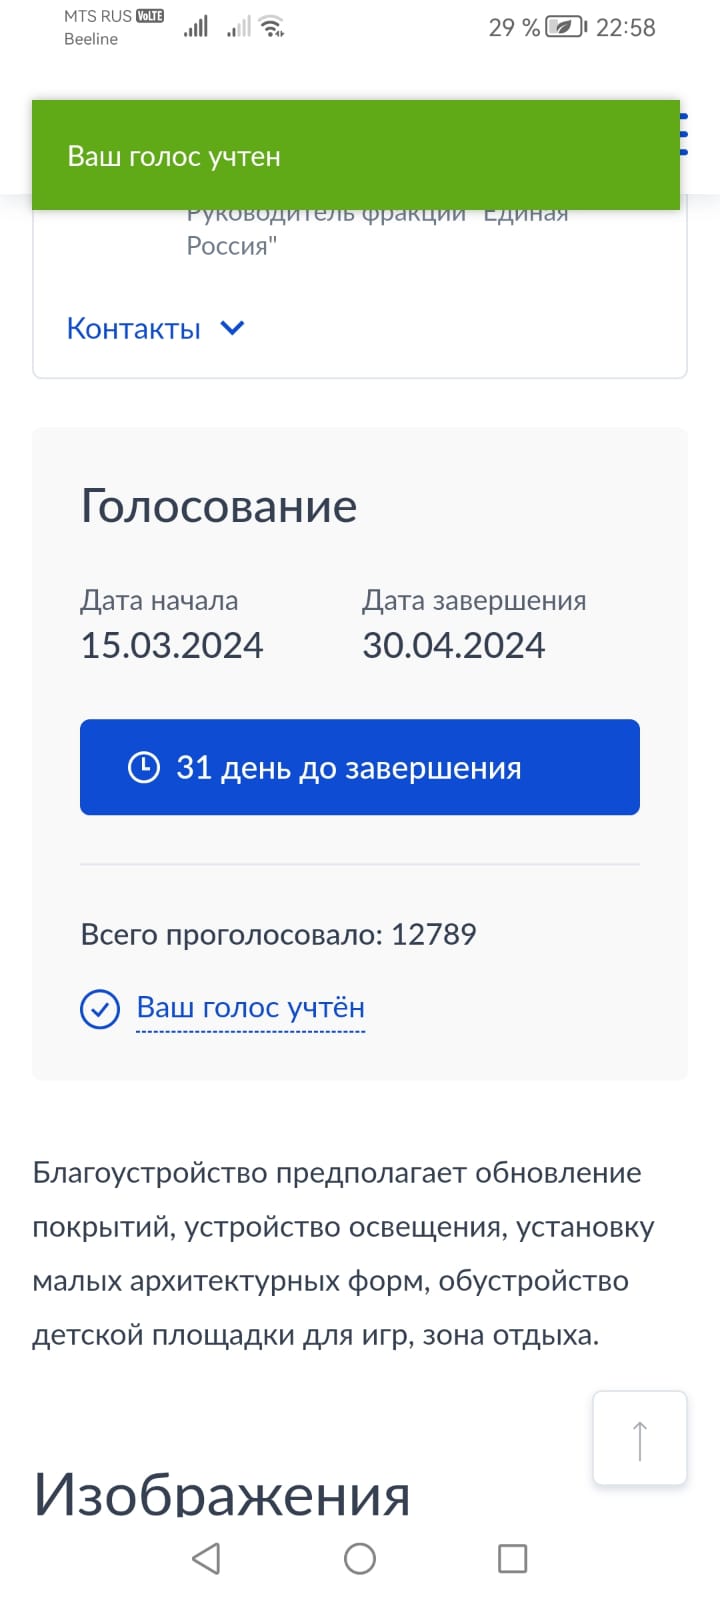 MTS RUS VoLTE
Beeline
29 % 22:58
Ваш голос учтен
Руководитель фракции "Единая
Россия"
Контакты
Голосование
Дата начала
Дата завершения
15.03.2024
30.04.2024
31 день до завершения
Всего проголосовало: 12789
Ваш голос учтён
Благоустройство предполагает обновление
покрытий, устройство освещения, установку
малых архитектурных форм, обустройство
детской площадки для игр, зона отдыха.
Изображения